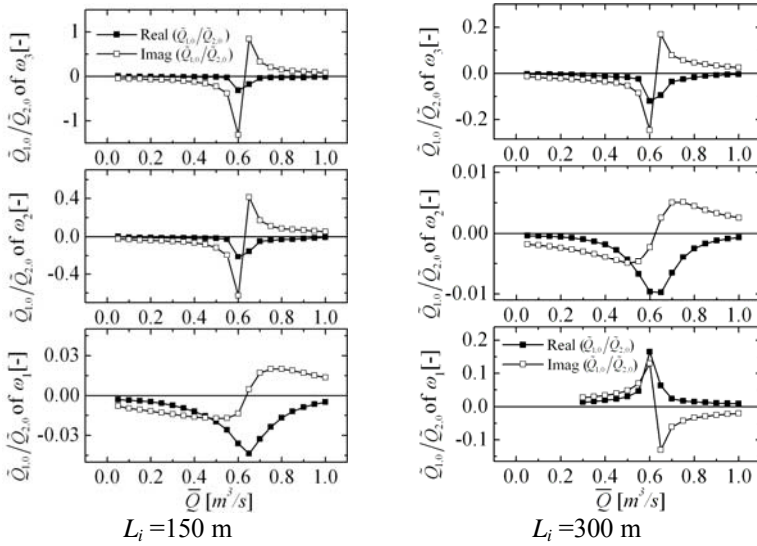 Q̃1,0/Q̃2,0 of ω3[-]
1
0
-1
Real (Q̃1,0/Q̃2,0)
Imag (Q̃1,0/Q̃2,0)
0.0 0.2 0.4 0.6 0.8 1.0
Q̃1,0/Q̃2,0 of ω2[-]
0.4
0.0
-0.4
0.0 0.2 0.4 0.6 0.8 1.0
Q̃1,0/Q̃2,0 of ω1[-]
0.03
0.00
-0.03
0.0 0.2 0.4 0.6 0.8 1.0
Q̅ [m³/s]
Li =150 m
Q̃1,0/Q̃2,0 of ω3[-]
0.2
0.0
-0.2
0.0 0.2 0.4 0.6 0.8 1.0
Q̃1,0/Q̃2,0 of ω2[-]
0.01
0.00
-0.01
0.0 0.2 0.4 0.6 0.8 1.0
Q̃1,0/Q̃2,0 of ω1[-]
0.2
0.1
0.0
-0.1
Real (Q̃1,0/Q̃2,0)
Imag (Q̃1,0/Q̃2,0)
0.0 0.2 0.4 0.6 0.8 1.0
Q̅ [m³/s]
Li =300 m